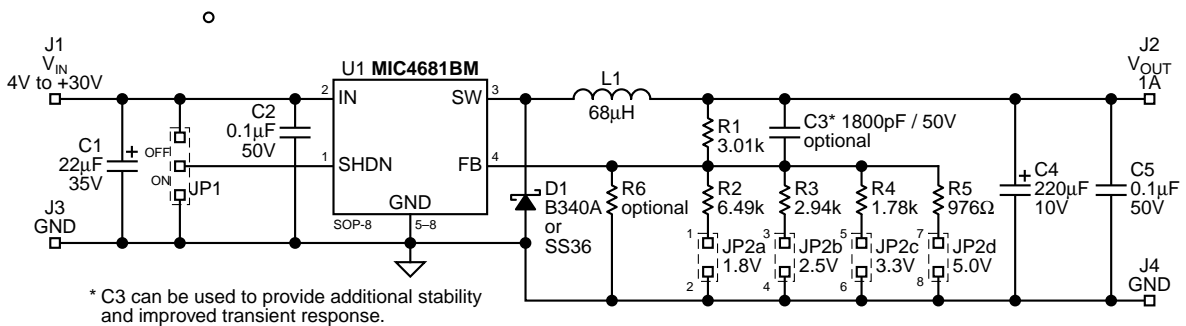 J1
VIN
4V to +30V
J2
VOUT
1A
U1 MIC4681BM
2 IN
SW 3
L1
68µH
C2
0.1µF
50V
R1
3.01k
C3* 1800pF / 50V
optional
C1
22µF
35V
+
OFF
ON
JP1
1
SHDN
FB 4
GND
SOP-8
5–8
D1
B340A
or
SS36
R6
optional
R2
6.49k
R3
2.94k
R4
1.78k
R5
976Ω
+
C4
220µF
10V
C5
0.1µF
50V
J3
GND
1
JP2a
1.8V
2
3
JP2b
2.5V
4
5
JP2c
3.3V
6
7
JP2d
5.0V
8
J4
GND
* C3 can be used to provide additional stability
and improved transient response.